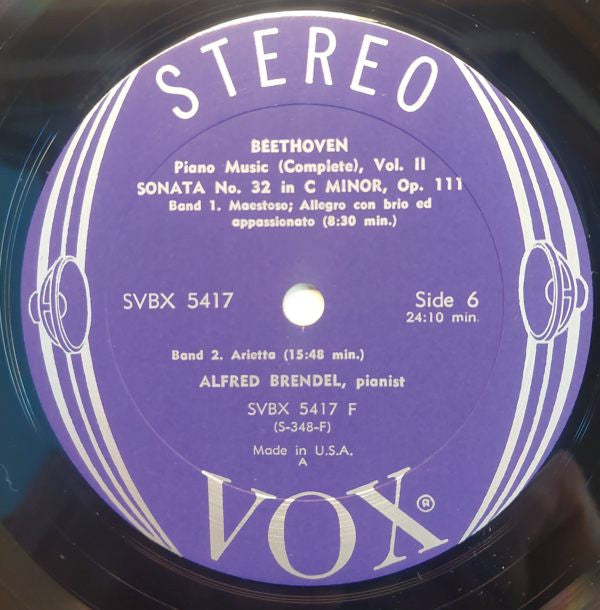 STEREO
BEETHOVEN
Piano Music (Complete), Vol. II
SONATA No. 32 in C MINOR, Op. 111
Band 1. Maestoso; Allegro con brio ed
appassionato (8:30 min.)
SVBX 5417
Side 6
24:10 min.
Band 2. Arietta (15:48 min.)
ALFRED BRENDEL, pianist
SVBX 5417 F
(S-348-F)
Made in U.S.A.
A
VOX®